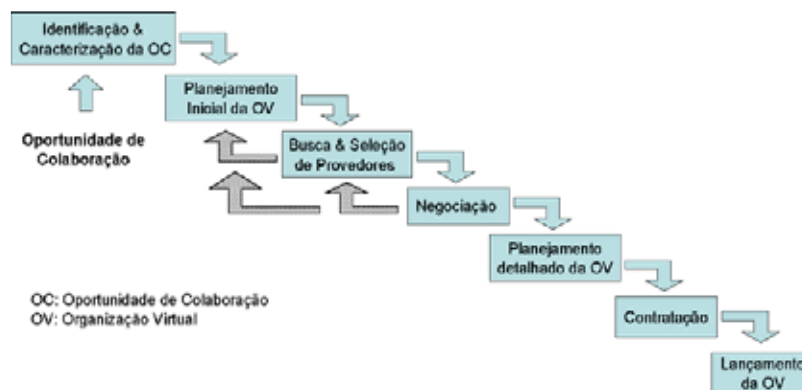 Identificação &
Caracterização da OC
Planejamento
Inicial da OV
Oportunidade de
Colaboração
Busca & Seleção
de Provedores
Negociação
Planejamento
detalhado da OV
OC: Oportunidade de Colaboração
OV: Organização Virtual
Contratação
Lançamento
da OV